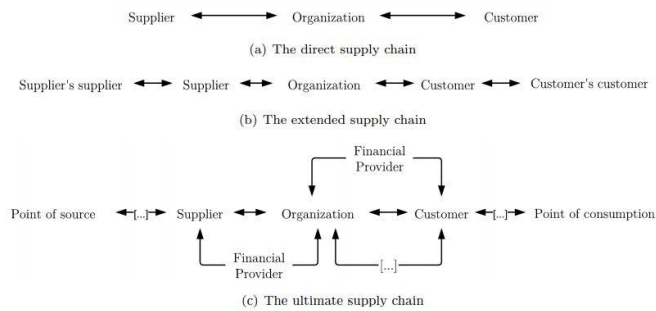 Supplier Organization Customer
(a) The direct supply chain
Supplier's supplier Supplier Organization Customer Customer's customer
(b) The extended supply chain
Financial
Provider
Point of source [...] Supplier Organization Customer [...] Point of consumption
Financial
Provider
[...]
(c) The ultimate supply chain